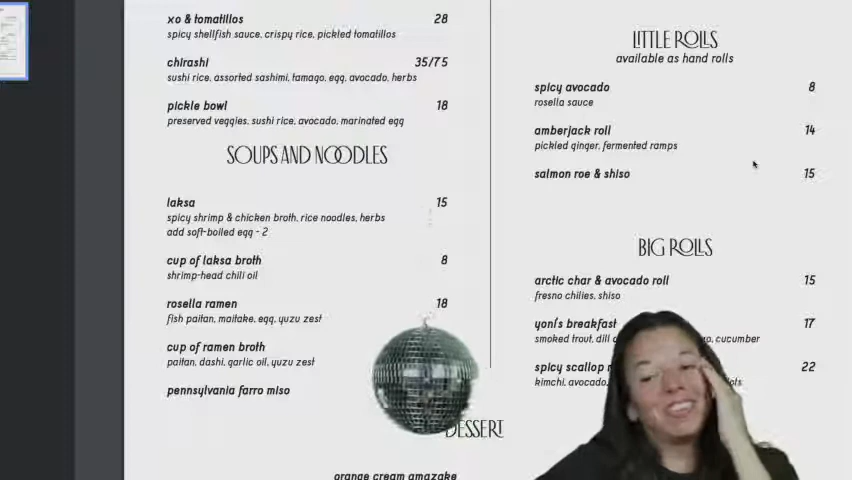 xo & tomatillos 28
spicy shellfish sauce, crispy rice, pickled tomatillos
chirashi 35/75
sushi rice, assorted sashimi, tamago, egg, avocado, herbs
pickle bowl 18
preserved veggies, sushi rice, avocado, marinated egg
SOUPS AND NOODLES
laksa 15
spicy shrimp & chicken broth, rice noodles, herbs
add soft-boiled egg - 2
cup of laksa broth 8
shrimp-head chili oil
rosella ramen 18
fish paitan, maitake, egg, yuzu zest
cup of ramen broth
paitan, dashi, garlic oil, yuzu zest
pennsylvania farro miso
LITTLE ROLLS
available as hand rolls
spicy avocado 8
rosella sauce
amberjack roll 14
pickled ginger, fermented ramps
salmon roe & shiso 15
BIG ROLLS
arctic char & avocado roll 15
fresno chilies, shiso
yoni's breakfast 17
smoked trout, dill cucumber
spicy scallop 22
kimchi, avocado,
DESSERT
orange cream amazake